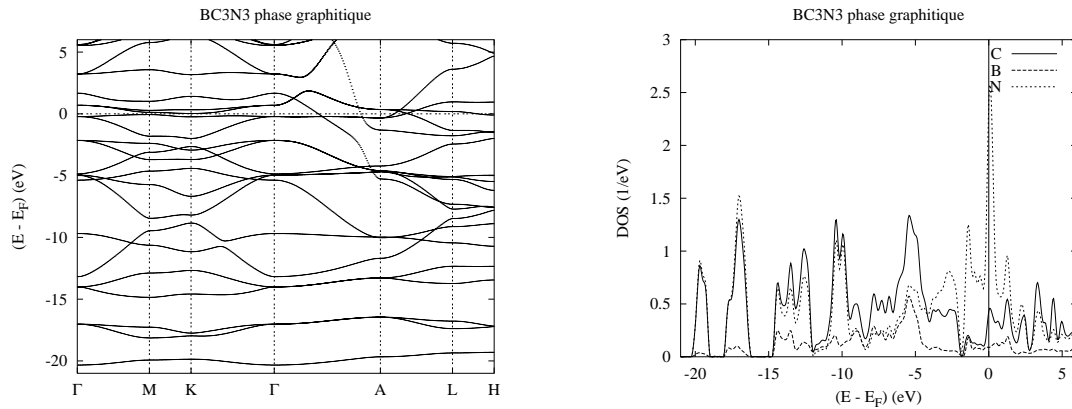 BC3N3 phase graphitique
(E - E_F) (eV)
5
0
-5
-10
-15
-20
Γ M K Γ A L H
BC3N3 phase graphitique
DOS (1/eV)
3
2.5
2
1.5
1
0.5
0
C
B
N
-20 -15 -10 -5 0 5
(E - E_F) (eV)